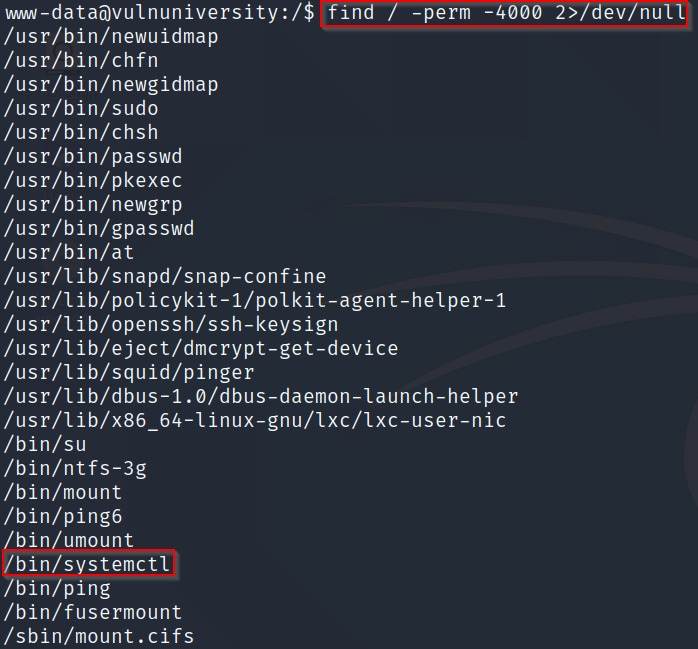 www-data@vulnuniversity:/$ find / -perm -4000 2>/dev/null
/usr/bin/newuidmap
/usr/bin/chfn
/usr/bin/newgidmap
/usr/bin/sudo
/usr/bin/chsh
/usr/bin/passwd
/usr/bin/pkexec
/usr/bin/newgrp
/usr/bin/gpasswd
/usr/bin/at
/usr/lib/snapd/snap-confine
/usr/lib/policykit-1/polkit-agent-helper-1
/usr/lib/openssh/ssh-keysign
/usr/lib/eject/dmcrypt-get-device
/usr/lib/squid/pinger
/usr/lib/dbus-1.0/dbus-daemon-launch-helper
/usr/lib/x86_64-linux-gnu/lxc/lxc-user-nic
/bin/su
/bin/ntfs-3g
/bin/mount
/bin/ping6
/bin/umount
/bin/systemctl
/bin/ping
/bin/fusermount
/sbin/mount.cifs